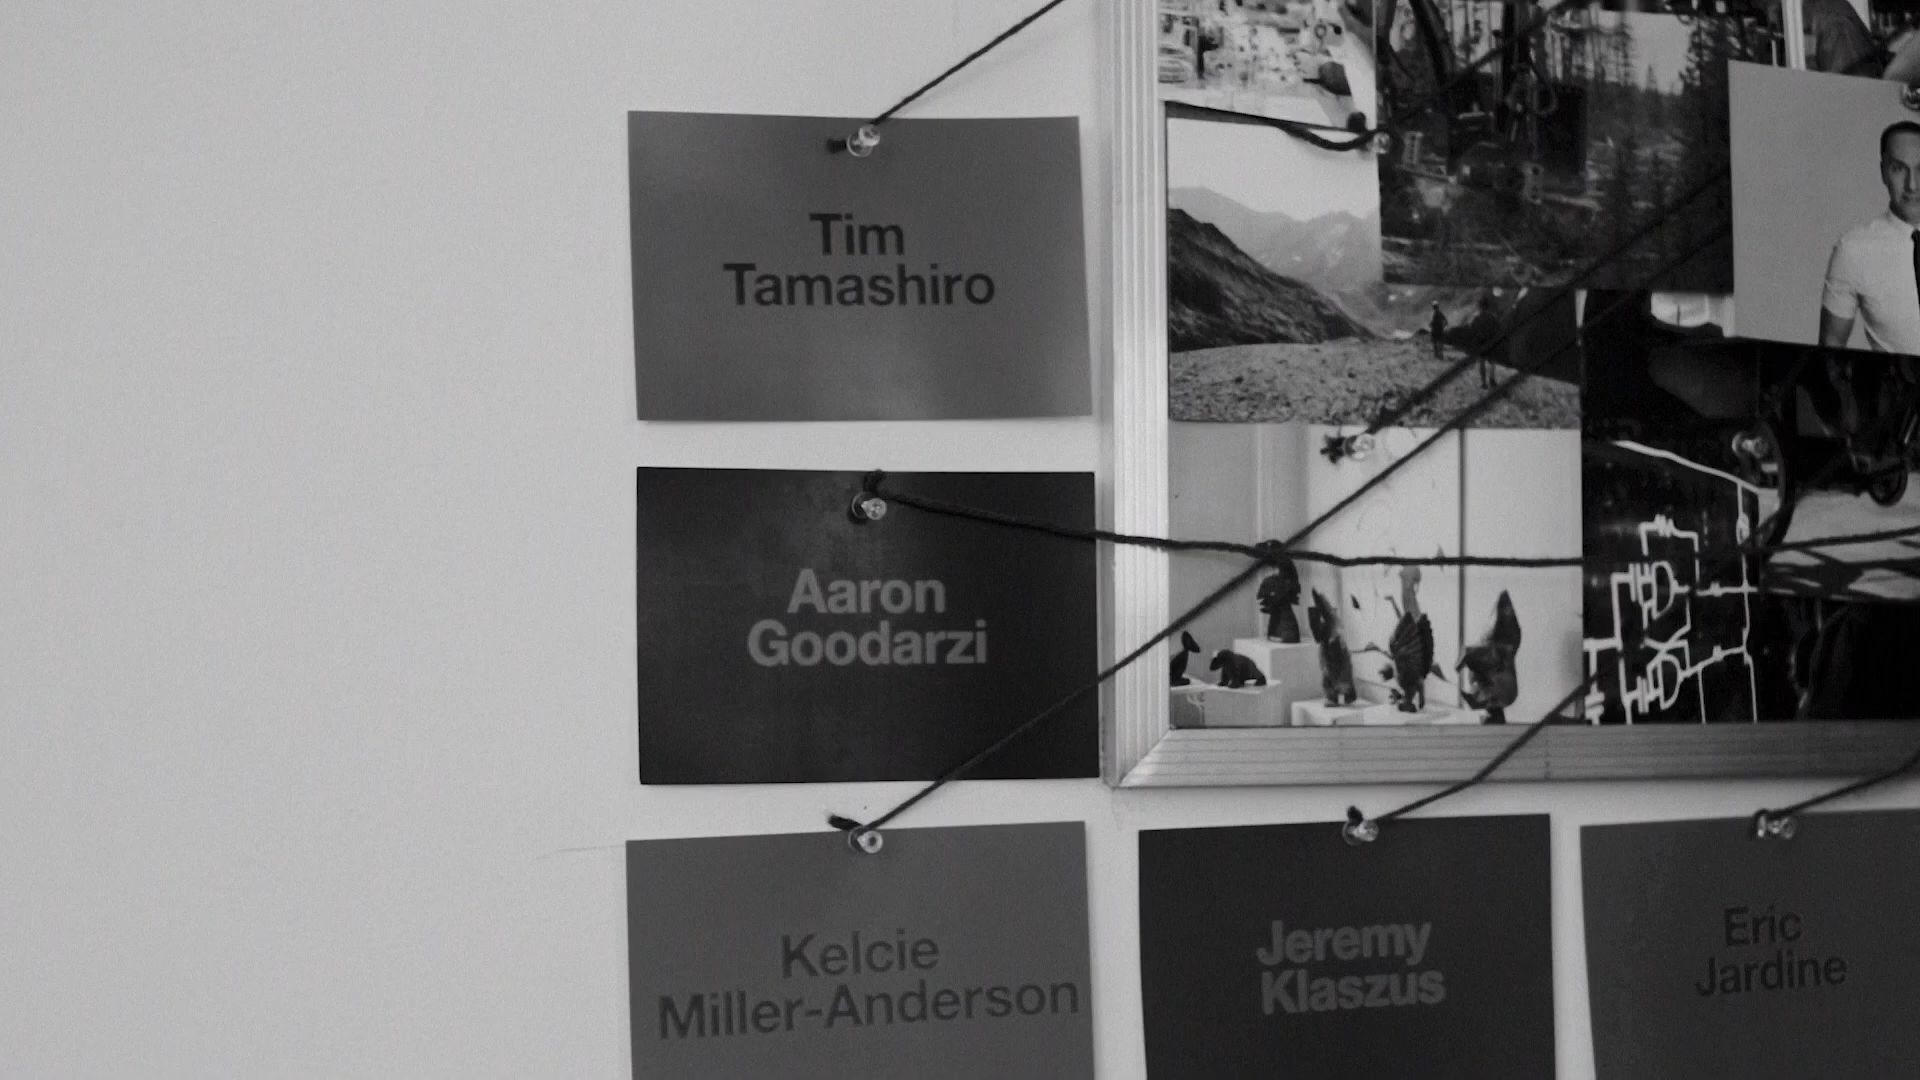 Tim
Tamashiro
Aaron
Goodarzi
Kelcie
Miller-Anderson
Jeremy
Klaszus
Eric
Jardine